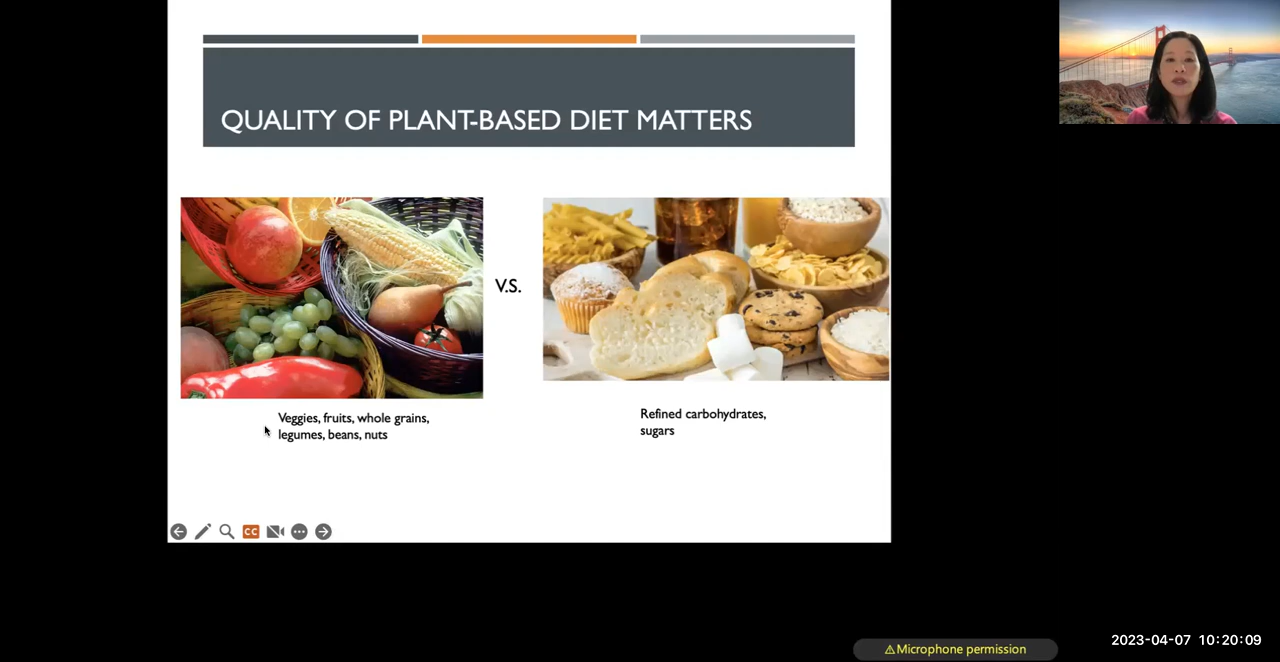 QUALITY OF PLANT-BASED DIET MATTERS
V.S.
Veggies, fruits, whole grains,
legumes, beans, nuts
Refined carbohydrates,
sugars
CC
⚠Microphone permission
2023-04-07 10:20:09